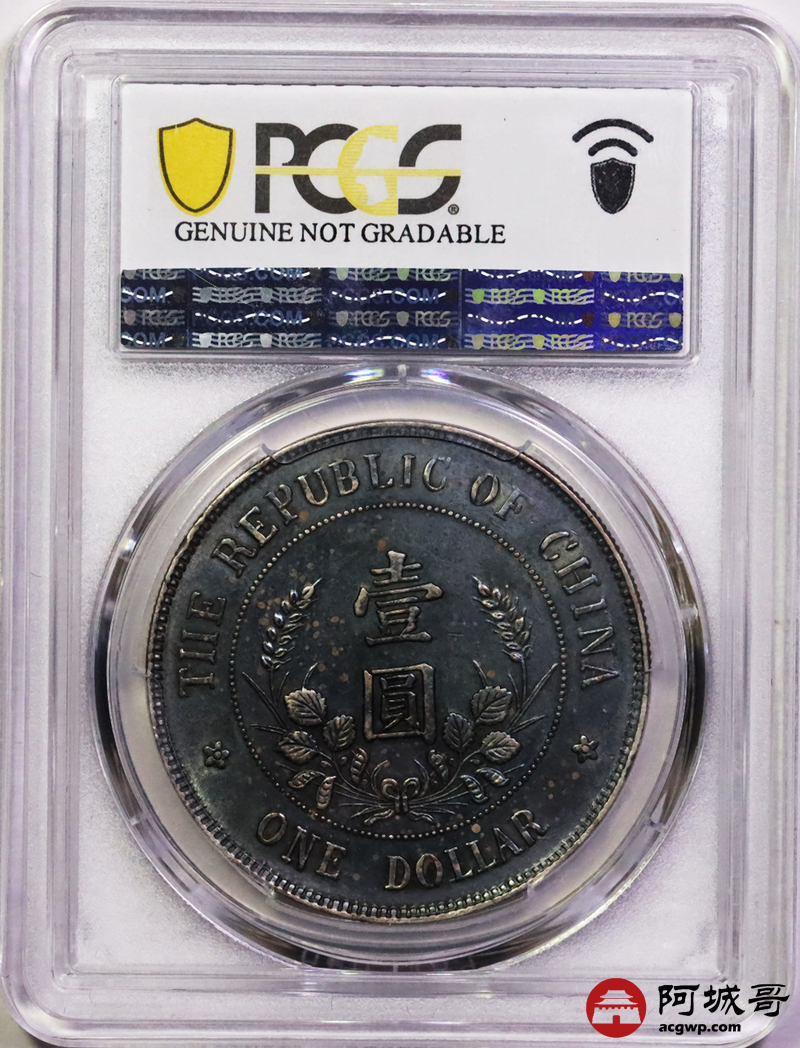 PCGS®
GENUINE NOT GRADABLE
THE REPUBLIC OF CHINA
壹
圓
ONE DOLLAR
阿城哥
acgwp.com